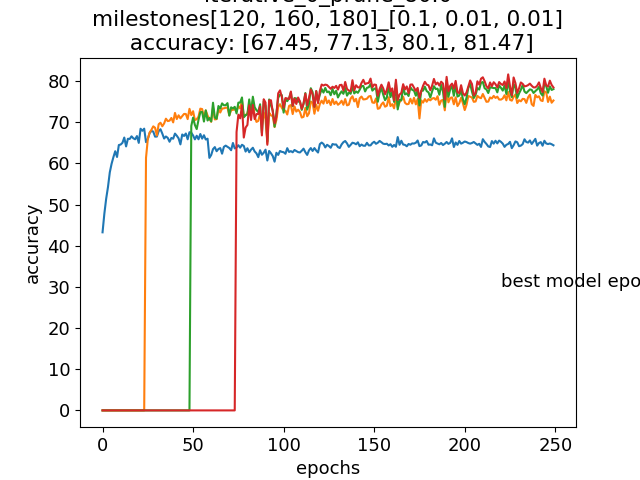 milestones[120, 160, 180]_[0.1, 0.01, 0.01]
accuracy: [67.45, 77.13, 80.1, 81.47]
80
70
60
50
40
30
20
10
0
accuracy
best model epo
0 50 100 150 200 250
epochs